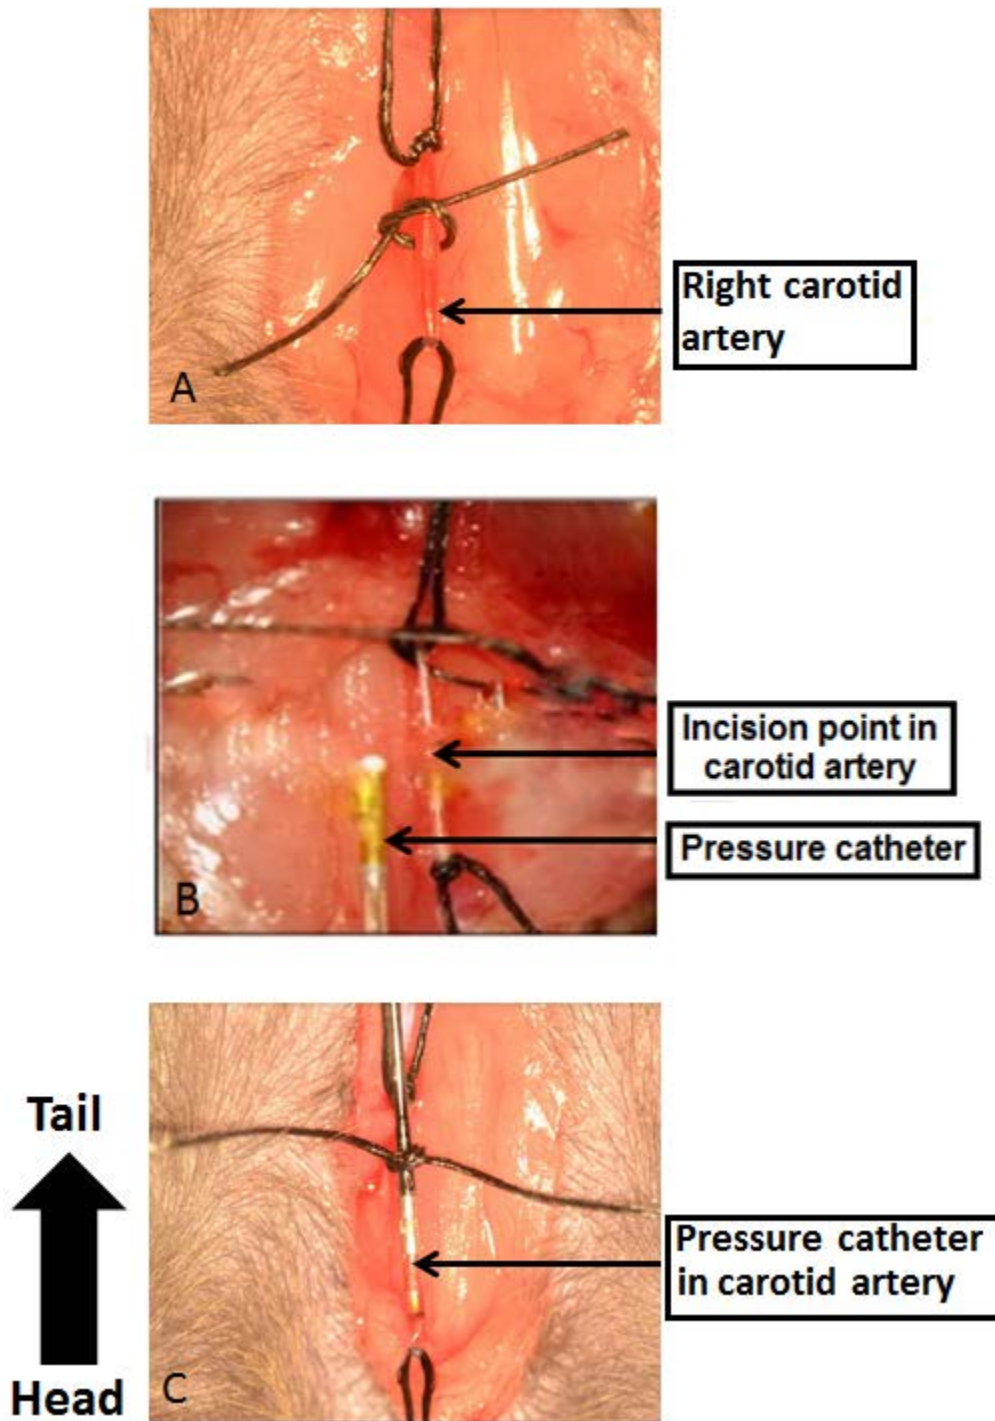 Right carotid
artery
A
Incision point in
carotid artery
Pressure catheter
B
Tail
Pressure catheter
in carotid artery
Head
C